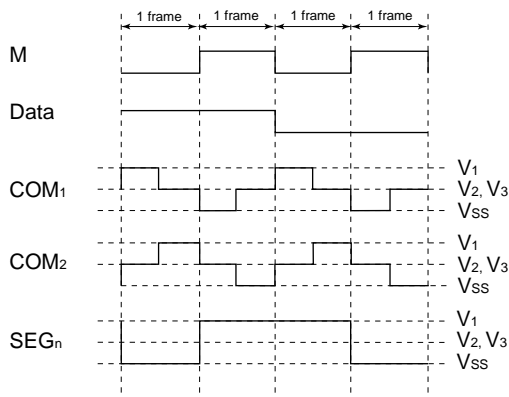 1 frame 1 frame 1 frame 1 frame
M
Data
V1
COM1 V2, V3
VSS
V1
COM2 V2, V3
VSS
V1
SEGn V2, V3
VSS